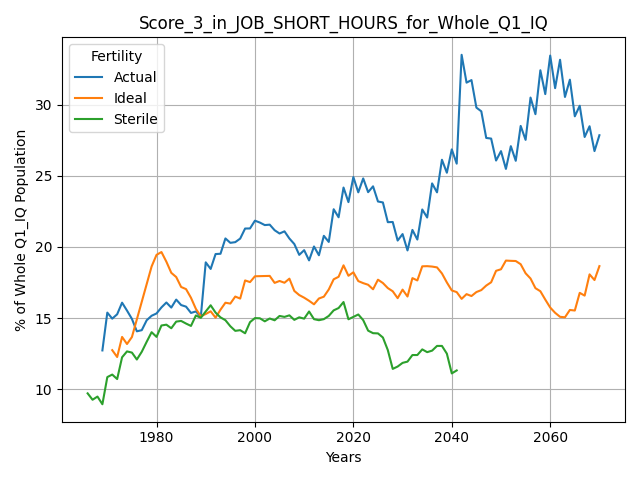 Score_3_in_JOB_SHORT_HOURS_for_Whole_Q1_IQ
Fertility
Actual
Ideal
Sterile
% of Whole Q1_IQ Population
30
25
20
15
10
1980
2000
2020
2040
2060
Years